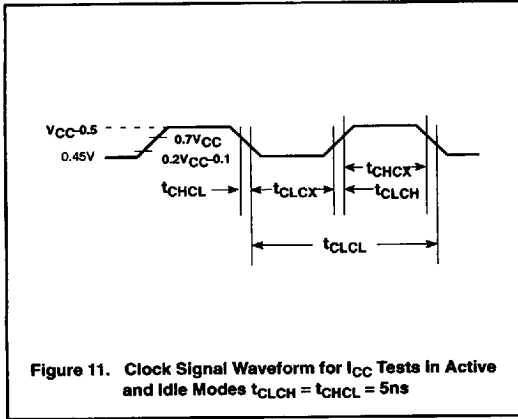 VCC–0.5
0.7VCC
0.45V
0.2VCC–0.1
tCHCX
tCHCL
tCLCX
tCLCH
tCLCL
Figure 11. Clock Signal Waveform for ICC Tests in Active
and Idle Modes tCLCH = tCHCL = 5ns